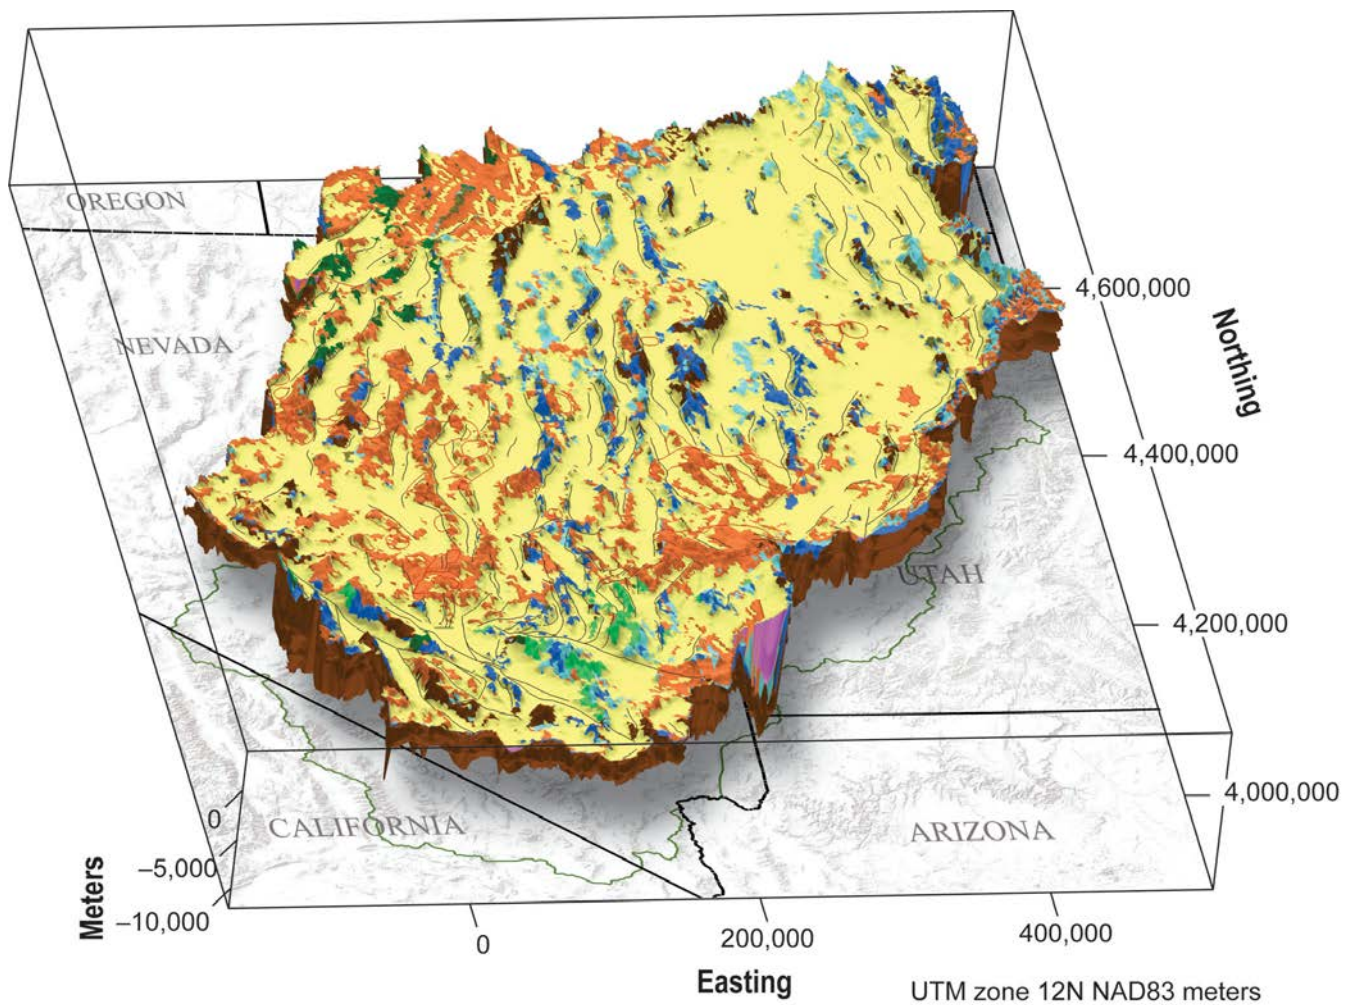 OREGON
NEVADA
4,600,000
Northing
4,400,000
UTAH
4,200,000
4,000,000
0
CALIFORNIA
ARIZONA
–5,000
–10,000
Meters
0
200,000
400,000
Easting
UTM zone 12N NAD83 meters